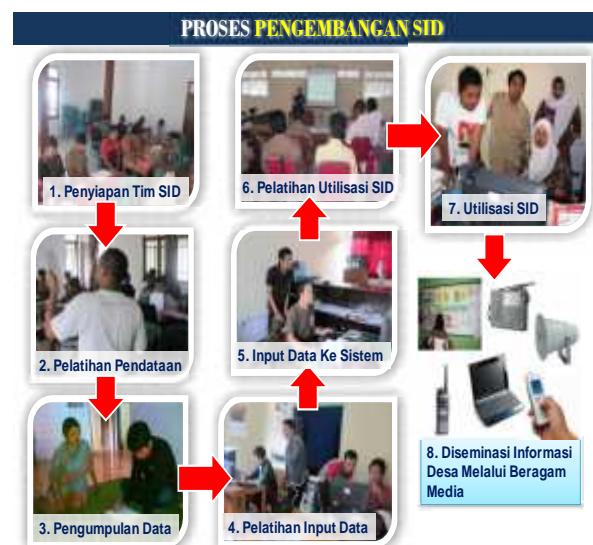 PROSES PENGEMBANGAN SID
1. Penyiapan Tim SID
2. Pelatihan Pendataan
3. Pengumpulan Data
4. Pelatihan Input Data
5. Input Data Ke Sistem
6. Pelatihan Utilisasi SID
7. Utilisasi SID
8. Diseminasi Informasi
Desa Melalui Beragam
Media